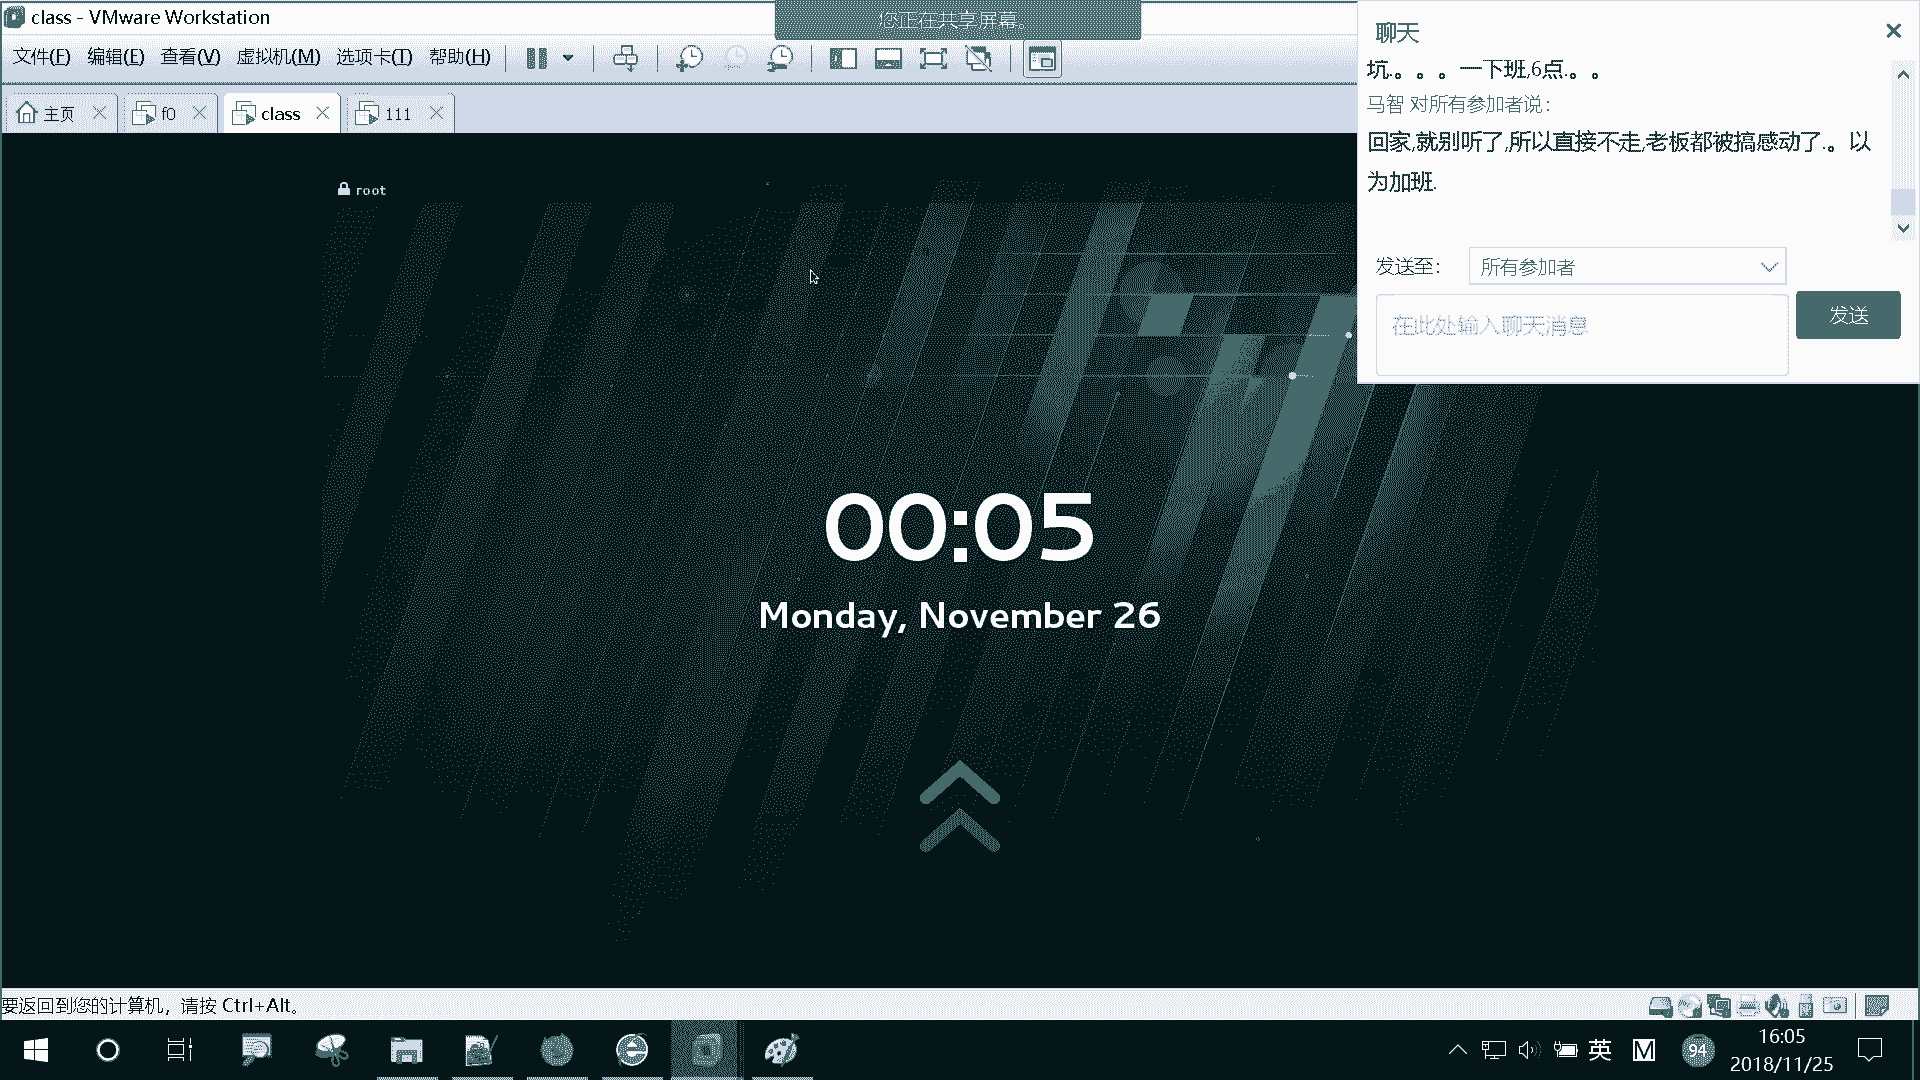 class - VMware Workstation
您正在共享屏幕。
文件(F) 编辑(E) 查看(V) 虚拟机(M) 选项卡(T) 帮助(H)
主页 f0 class 111
root
00:05
Monday, November 26
聊天
坑.。。。一下班,6点.。。
马智 对所有参加者说:
回家,就别听了,所以直接不走,老板都被搞感动了.。以
为加班.
发送至: 所有参加者
在此处输入聊天消息
发送
要返回到您的计算机，请按 Ctrl+Alt。
英 M 94 16:05
2018/11/25